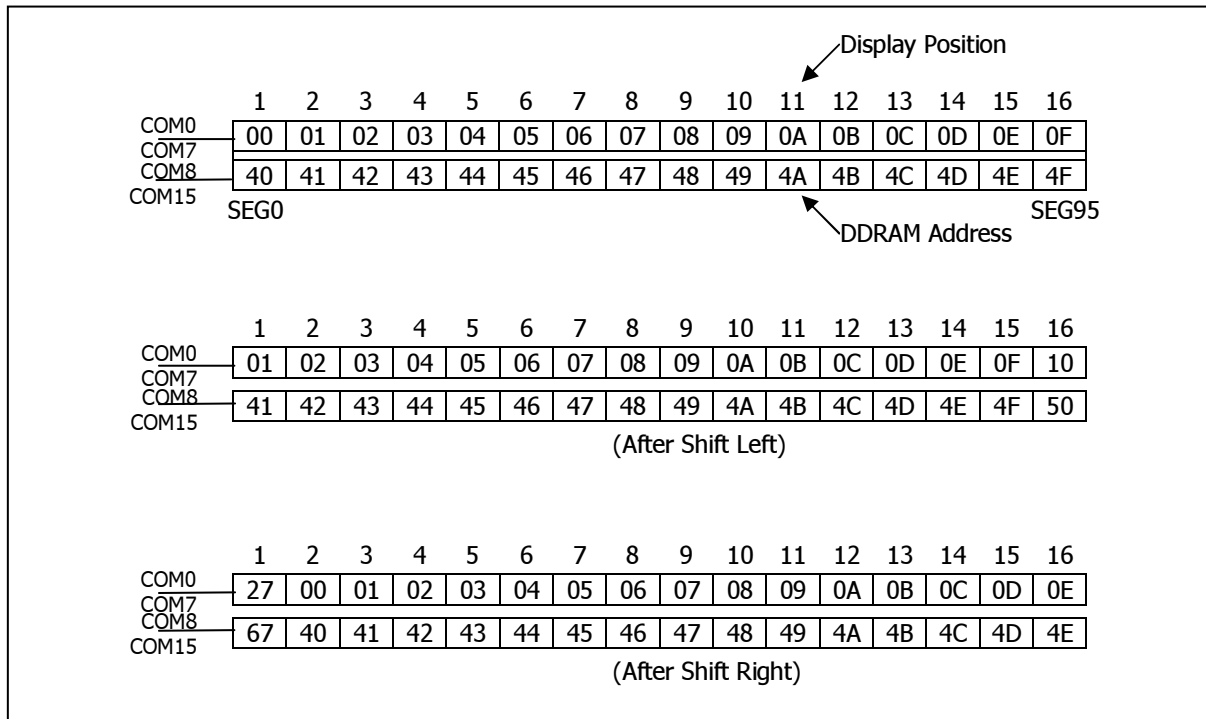 Display Position
1 2 3 4 5 6 7 8 9 10 11 12 13 14 15 16
COM0
COM7
00 01 02 03 04 05 06 07 08 09 0A 0B 0C 0D 0E 0F
COM8
COM15
40 41 42 43 44 45 46 47 48 49 4A 4B 4C 4D 4E 4F
SEG0 SEG95
DDRAM Address
1 2 3 4 5 6 7 8 9 10 11 12 13 14 15 16
COM0
COM7
01 02 03 04 05 06 07 08 09 0A 0B 0C 0D 0E 0F 10
COM8
COM15
41 42 43 44 45 46 47 48 49 4A 4B 4C 4D 4E 4F 50
(After Shift Left)
1 2 3 4 5 6 7 8 9 10 11 12 13 14 15 16
COM0
COM7
27 00 01 02 03 04 05 06 07 08 09 0A 0B 0C 0D 0E
COM8
COM15
67 40 41 42 43 44 45 46 47 48 49 4A 4B 4C 4D 4E
(After Shift Right)